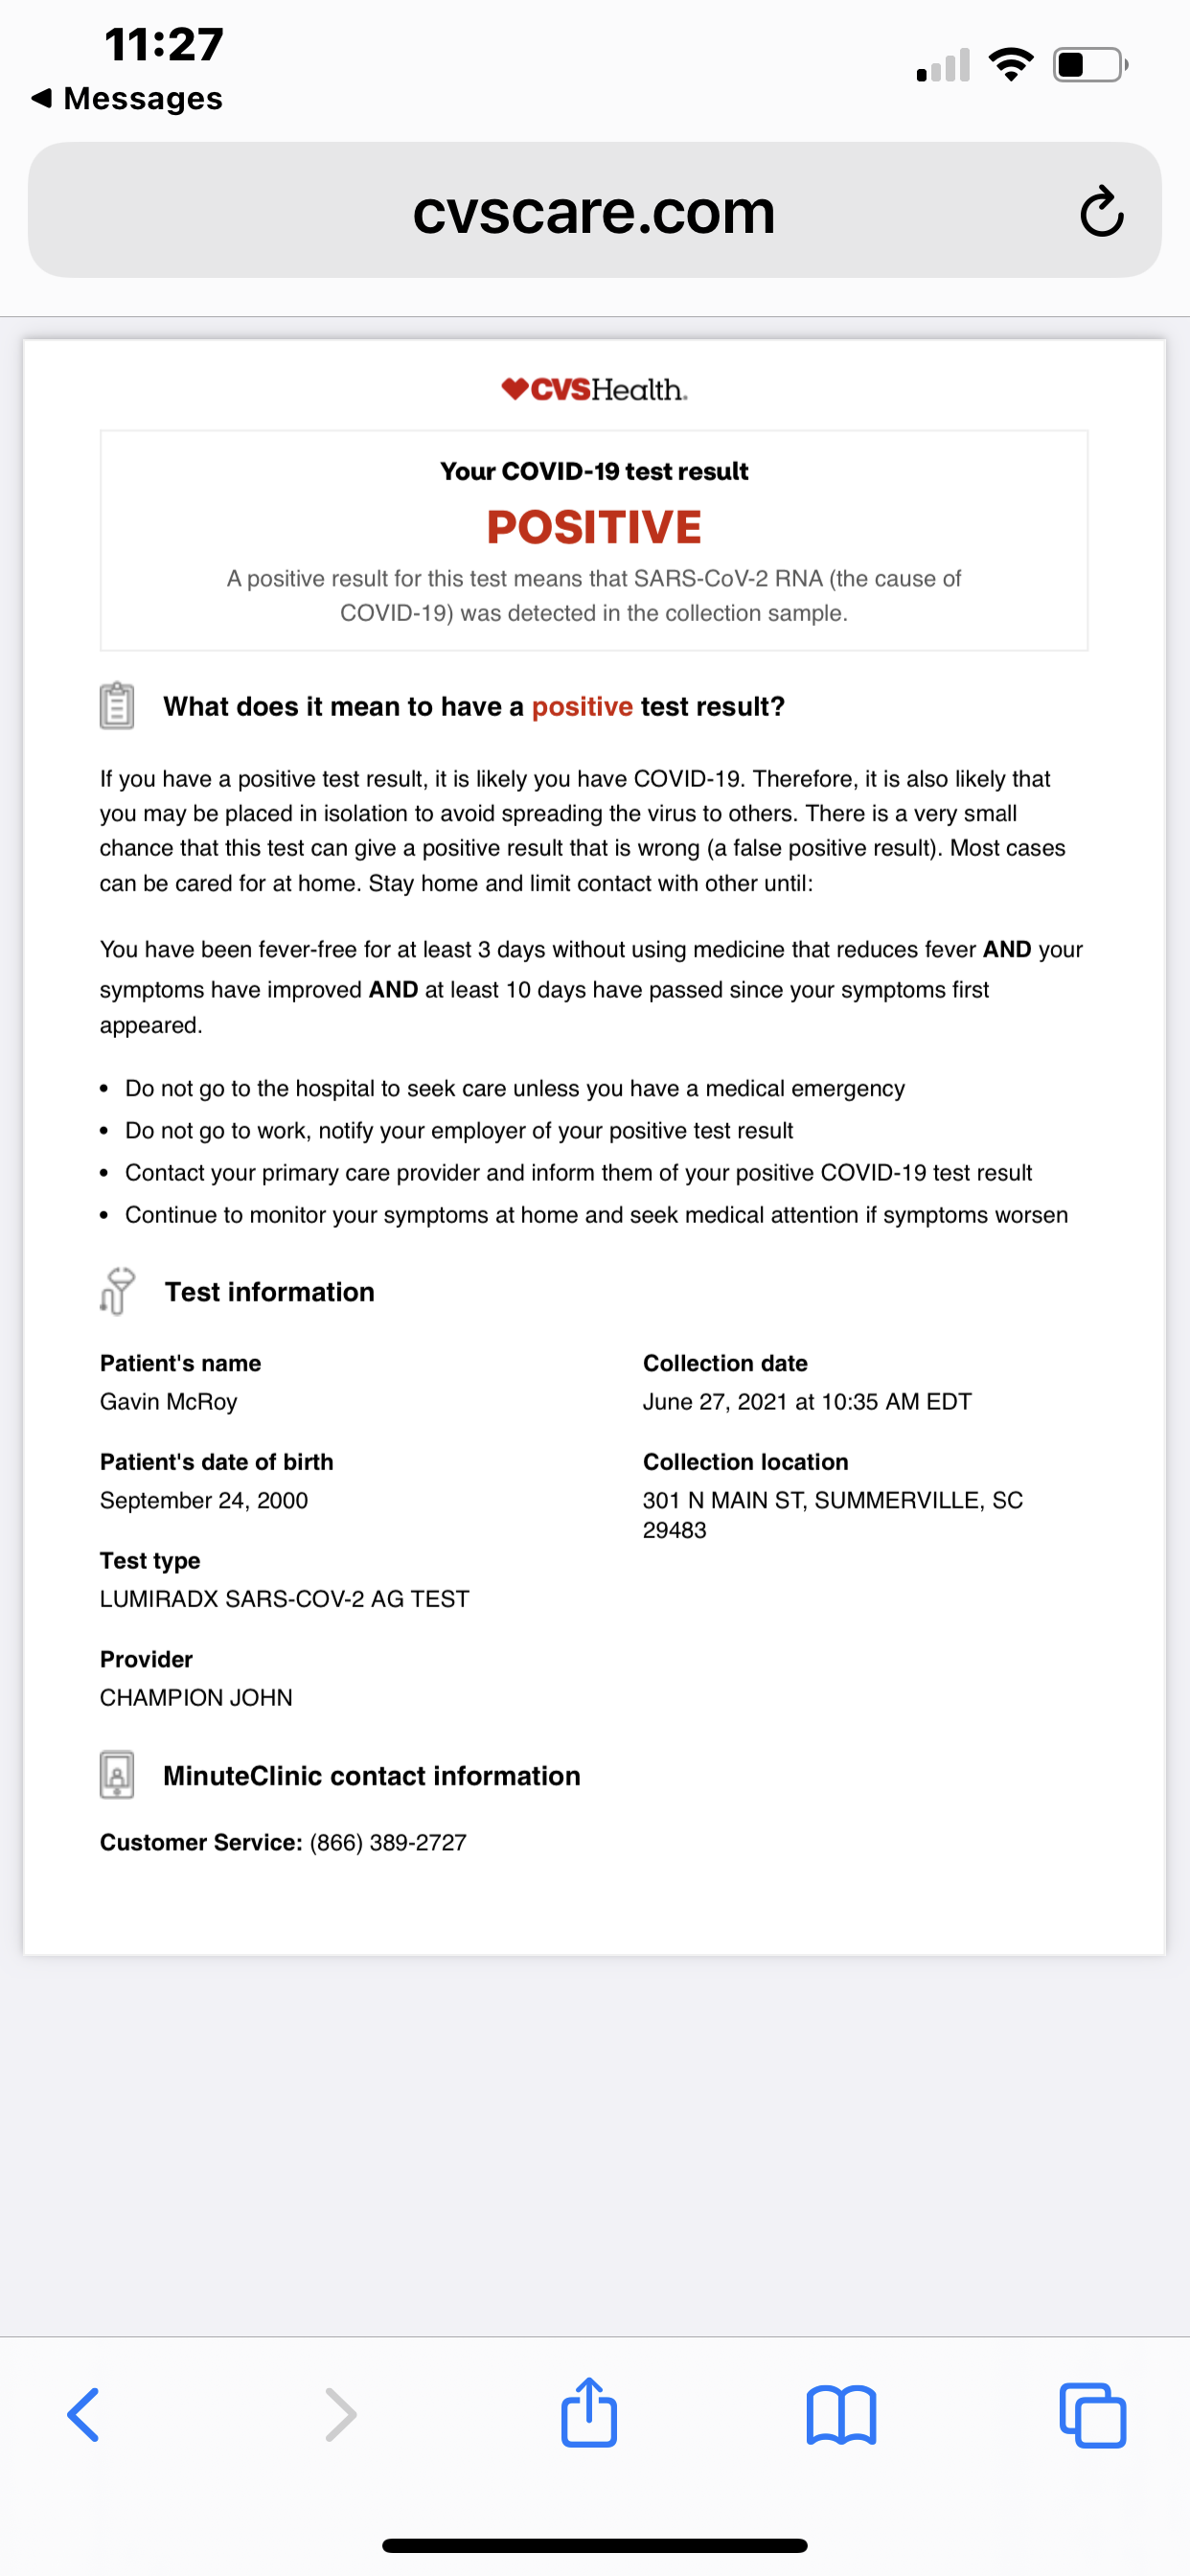 11:27
◀ Messages
cvscare.com
CVSHealth.
Your COVID-19 test result
POSITIVE
A positive result for this test means that SARS-CoV-2 RNA (the cause of
COVID-19) was detected in the collection sample.
What does it mean to have a positive test result?
If you have a positive test result, it is likely you have COVID-19. Therefore, it is also likely that
you may be placed in isolation to avoid spreading the virus to others. There is a very small
chance that this test can give a positive result that is wrong (a false positive result). Most cases
can be cared for at home. Stay home and limit contact with other until:
You have been fever-free for at least 3 days without using medicine that reduces fever AND your
symptoms have improved AND at least 10 days have passed since your symptoms first
appeared.
• Do not go to the hospital to seek care unless you have a medical emergency
• Do not go to work, notify your employer of your positive test result
• Contact your primary care provider and inform them of your positive COVID-19 test result
• Continue to monitor your symptoms at home and seek medical attention if symptoms worsen
Test information
Patient's name
Gavin McRoy
Patient's date of birth
September 24, 2000
Test type
LUMIRADX SARS-COV-2 AG TEST
Provider
CHAMPION JOHN
Collection date
June 27, 2021 at 10:35 AM EDT
Collection location
301 N MAIN ST, SUMMERVILLE, SC
29483
MinuteClinic contact information
Customer Service: (866) 389-2727